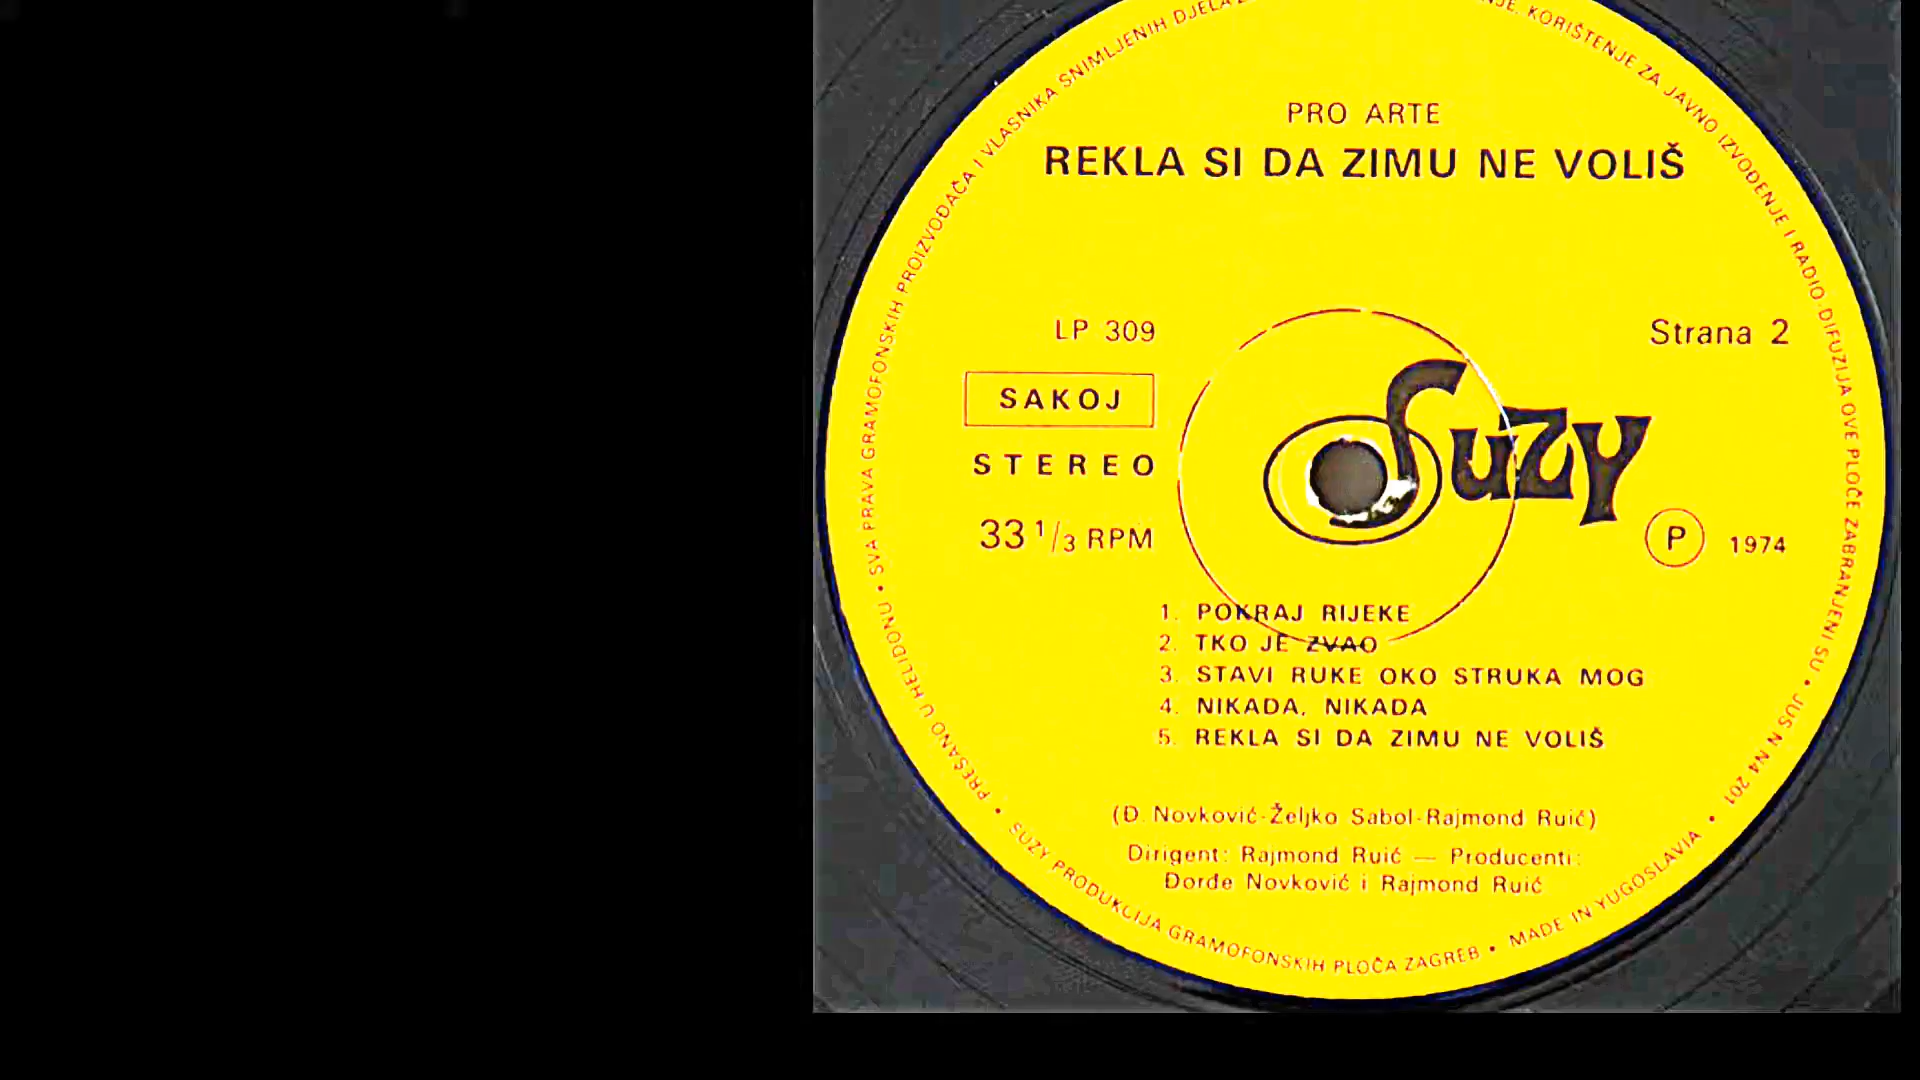 PRO ARTE
REKLA SI DA ZIMU NE VOLIŠ
LP 309
Strana 2
SAKOJ
STEREO
Suzy
33 1/3 RPM
P 1974
1. POKRAJ RIJEKE
2. TKO JE ZVAO
3. STAVI RUKE OKO STRUKA MOG
4. NIKADA, NIKADA
5. REKLA SI DA ZIMU NE VOLIŠ
(Đ. Novković-Željko Sabol-Rajmond Ruić)
Dirigent: Rajmond Ruić — Producenti:
Đorđe Novković i Rajmond Ruić
• SVA PRAVA GRAMOFONSKIH PROIZVOĐAČA I VLASNIKA SNIMLJENIH DJELA
KORIŠTENJE ZA JAVNO IZVOĐENJE I RADIO-DIFUZIJA OVE PLOČE ZABRANJENI SU • JUS N N4 201
• SUZY PRODUKCIJA GRAMOFONSKIH PLOČA ZAGREB • MADE IN YUGOSLAVIA •
PREŠANO U HELIDONU